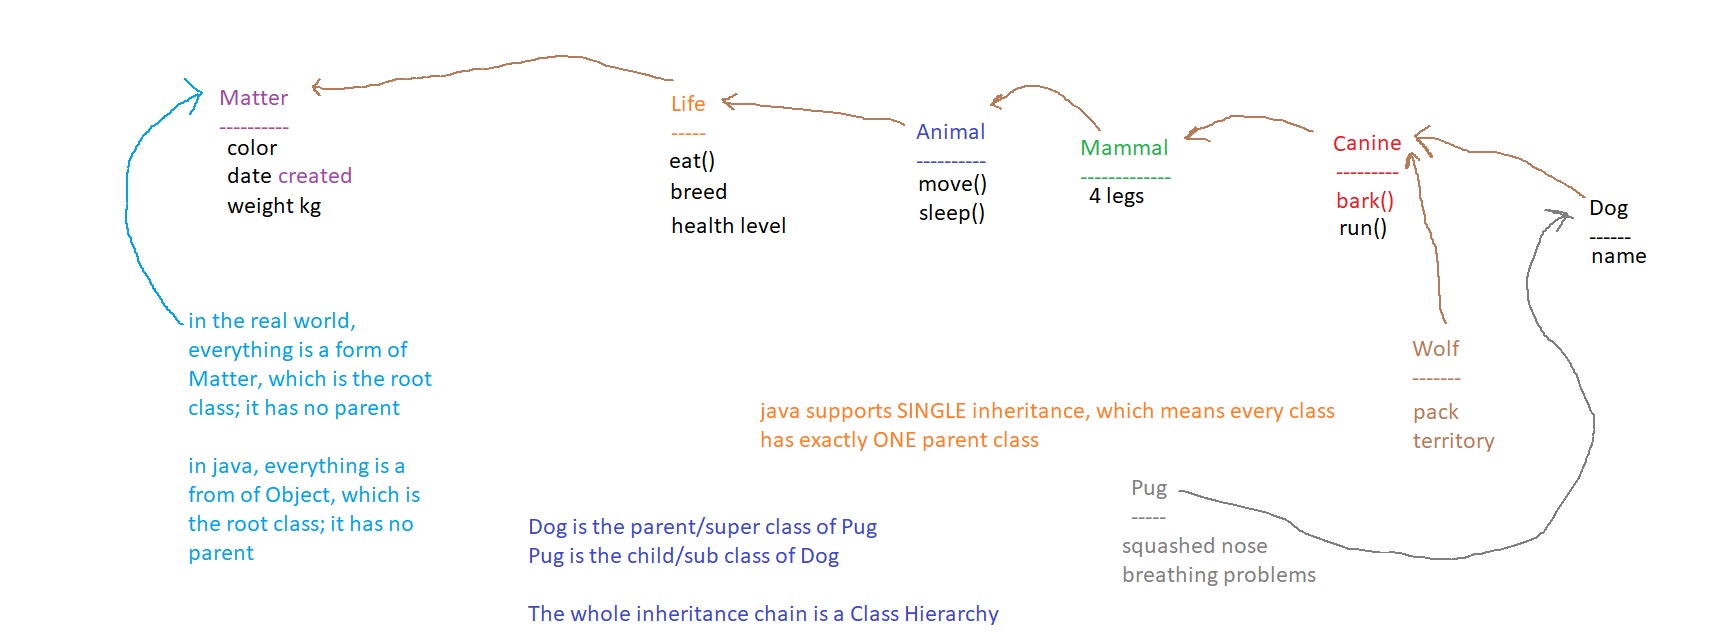 Matter
----------
color
date created
weight kg
Life
-----
eat()
breed
health level
Animal
----------
move()
sleep()
Mammal
-------------
4 legs
Canine
---------
bark()
run()
Dog
------
name
Wolf
-------
pack
territory
in the real world,
everything is a form of
Matter, which is the root
class; it has no parent
in java, everything is a
from of Object, which is
the root class; it has no
parent
java supports SINGLE inheritance, which means every class
has exactly ONE parent class
Pug
-----
squashed nose
breathing problems
Dog is the parent/super class of Pug
Pug is the child/sub class of Dog
The whole inheritance chain is a Class Hierarchy